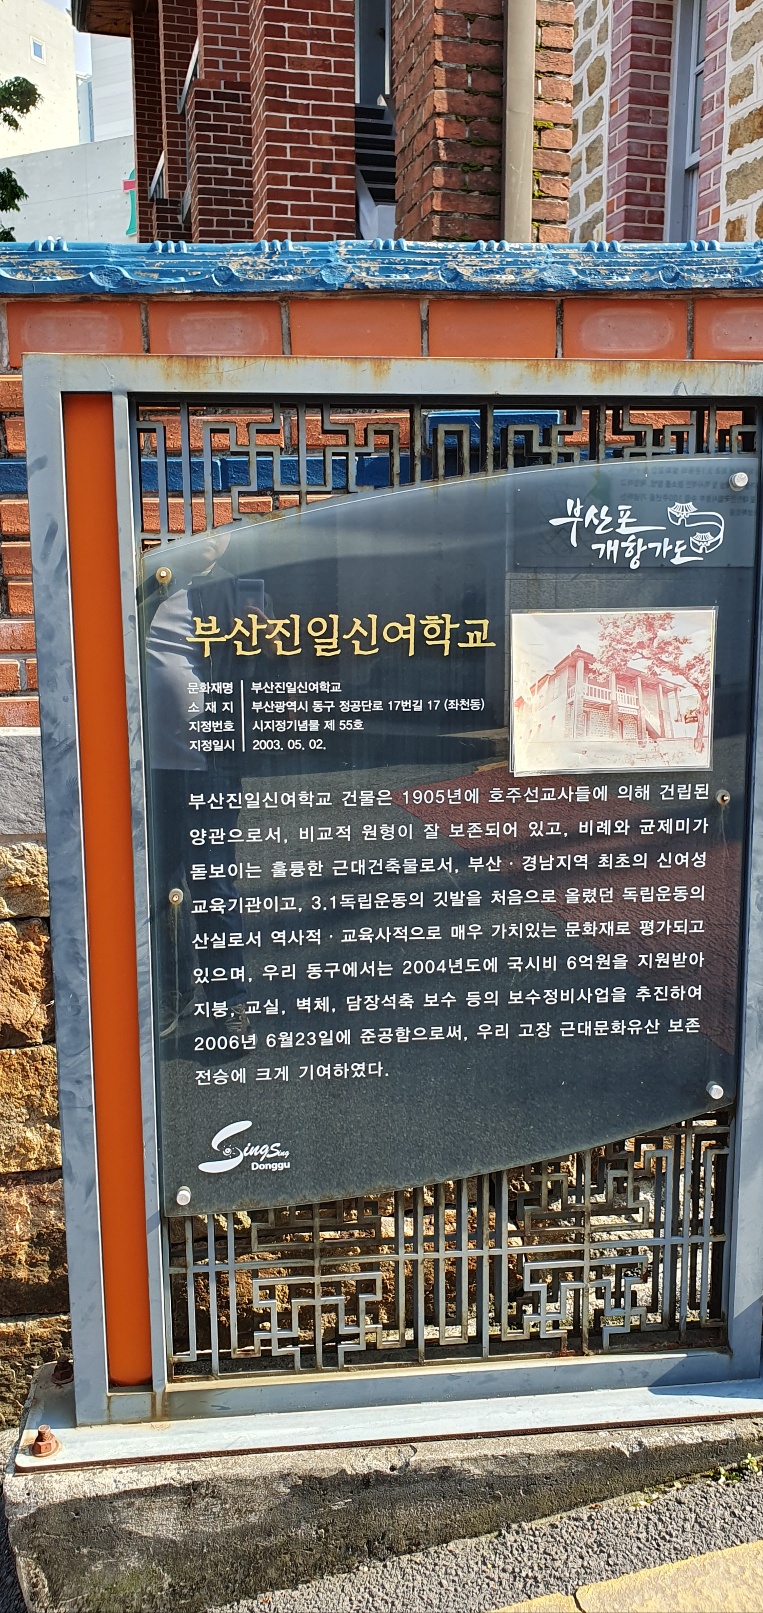 부산포
개항가도
부산진일신여학교
문화재명 부산진일신여학교
소 재 지 부산광역시 동구 정공단로 17번길 17 (좌천동)
지정번호 시지정기념물 제 55호
지정일시 2003. 05. 02.
부산진일신여학교 건물은 1905년에 호주선교사들에 의해 건립된
양관으로서, 비교적 원형이 잘 보존되어 있고, 비례와 균제미가
돋보이는 훌륭한 근대건축물로서, 부산 · 경남지역 최초의 신여성
교육기관이고, 3.1독립운동의 깃발을 처음으로 올렸던 독립운동의
산실로서 역사적 · 교육사적으로 매우 가치있는 문화재로 평가되고
있으며, 우리 동구에서는 2004년도에 국시비 6억원을 지원받아
지붕, 교실, 벽체, 담장석축 보수 등의 보수정비사업을 추진하여
2006년 6월23일에 준공함으로써, 우리 고장 근대문화유산 보존
전승에 크게 기여하였다.
Sing Sing
Donggu